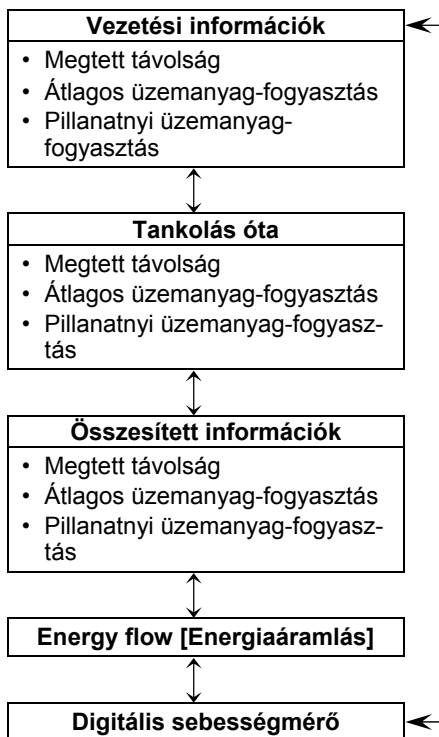 Vezetési információk
• Megtett távolság
• Átlagos üzemanyag-fogyasztás
• Pillanatnyi üzemanyag-
fogyasztás
Tankolás óta
• Megtett távolság
• Átlagos üzemanyag-fogyasztás
• Pillanatnyi üzemanyag-fogyasz-
tás
Összesített információk
• Megtett távolság
• Átlagos üzemanyag-fogyasztás
• Pillanatnyi üzemanyag-fogyasz-
tás
Energy flow [Energiaáramlás]
Digitális sebességmérő